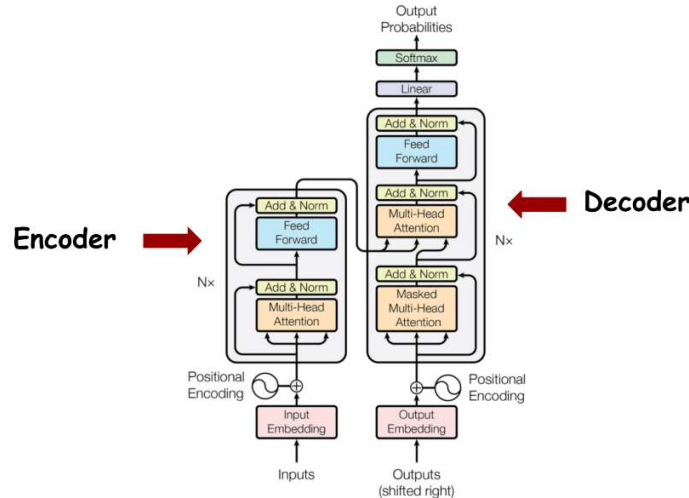 Output
Probabilities
Softmax
Linear
Add & Norm
Feed
Forward
Add & Norm
Multi-Head
Attention
Nx
Add & Norm
Masked
Multi-Head
Attention
Decoder
Encoder
Add & Norm
Feed
Forward
Nx
Add & Norm
Multi-Head
Attention
Positional
Encoding
Positional
Encoding
Input
Embedding
Output
Embedding
Inputs
Outputs
(shifted right)